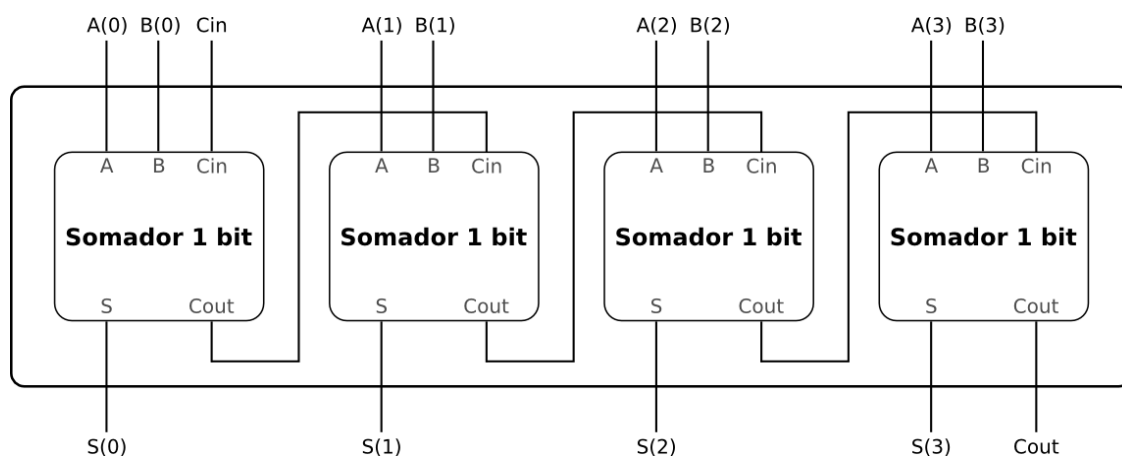 A(0) B(0) Cin A(1) B(1) A(2) B(2) A(3) B(3)
A B Cin A B Cin A B Cin A B Cin
Somador 1 bit Somador 1 bit Somador 1 bit Somador 1 bit
S Cout S Cout S Cout S Cout
S(0) S(1) S(2) S(3) Cout